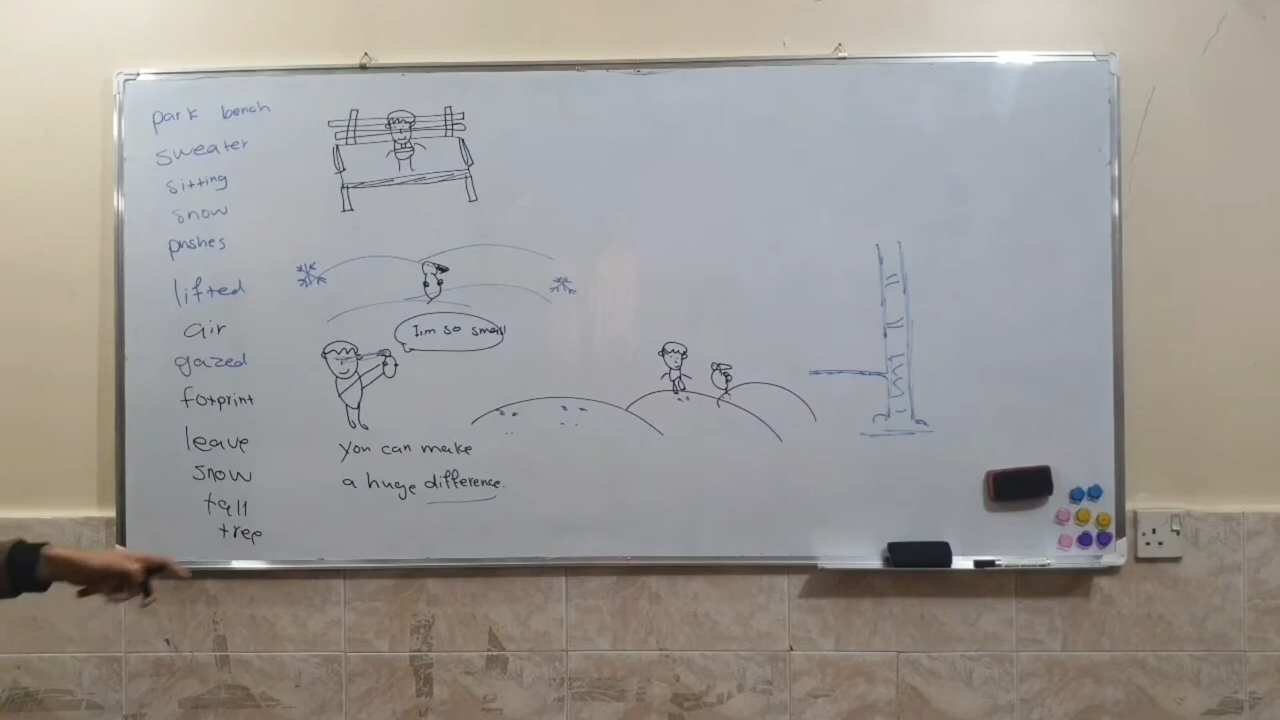 park bench
sweater
sitting
snow
pushes
lifted
air
gazed
fotprint
leave
snow
tall
tree
I,m so small
you can make
a huge difference.